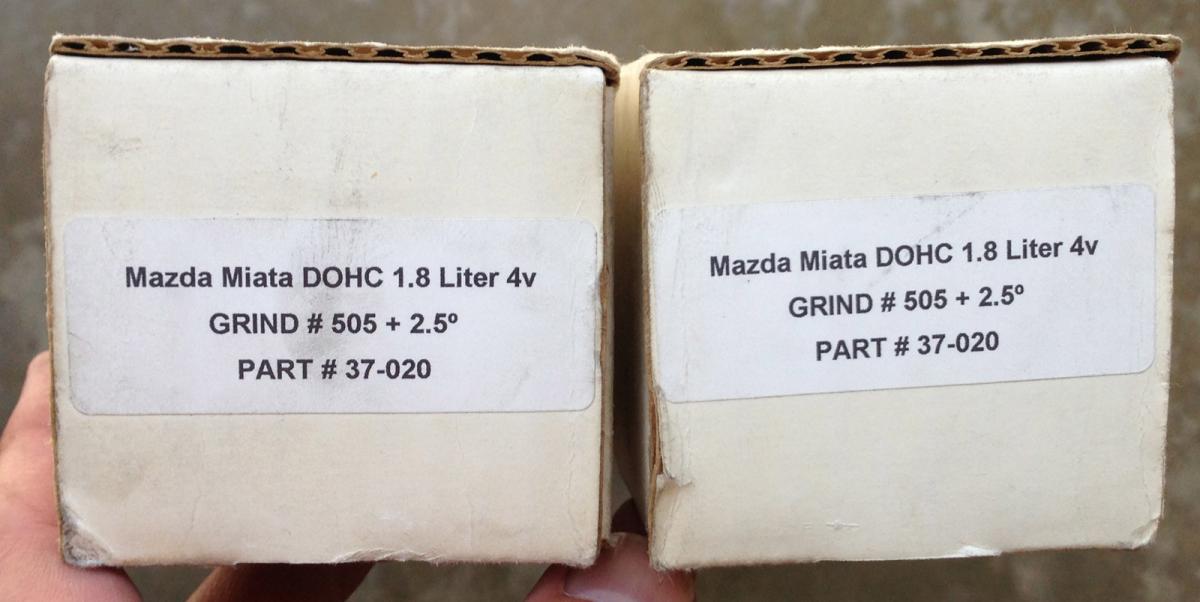 Mazda Miata DOHC 1.8 Liter 4v
GRIND # 505 + 2.5º
PART # 37-020
Mazda Miata DOHC 1.8 Liter 4v
GRIND # 505 + 2.5º
PART # 37-020